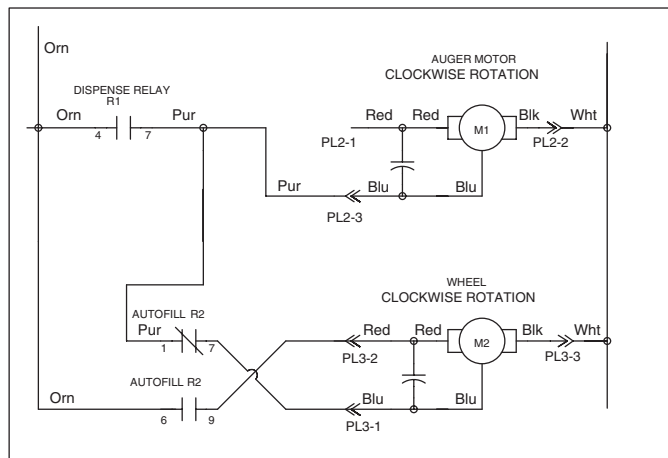 Orn
DISPENSE RELAY
R1
Orn
4
7
Pur
AUGER MOTOR
CLOCKWISE ROTATION
Red
Red
M1
Blk
Wht
PL2-1
PL2-2
Pur
Blu
Blu
PL2-3
WHEEL
CLOCKWISE ROTATION
AUTOFILL R2
Pur
1
7
Red
Red
M2
Blk
Wht
PL3-2
PL3-3
AUTOFILL R2
Orn
6
9
Blu
Blu
PL3-1